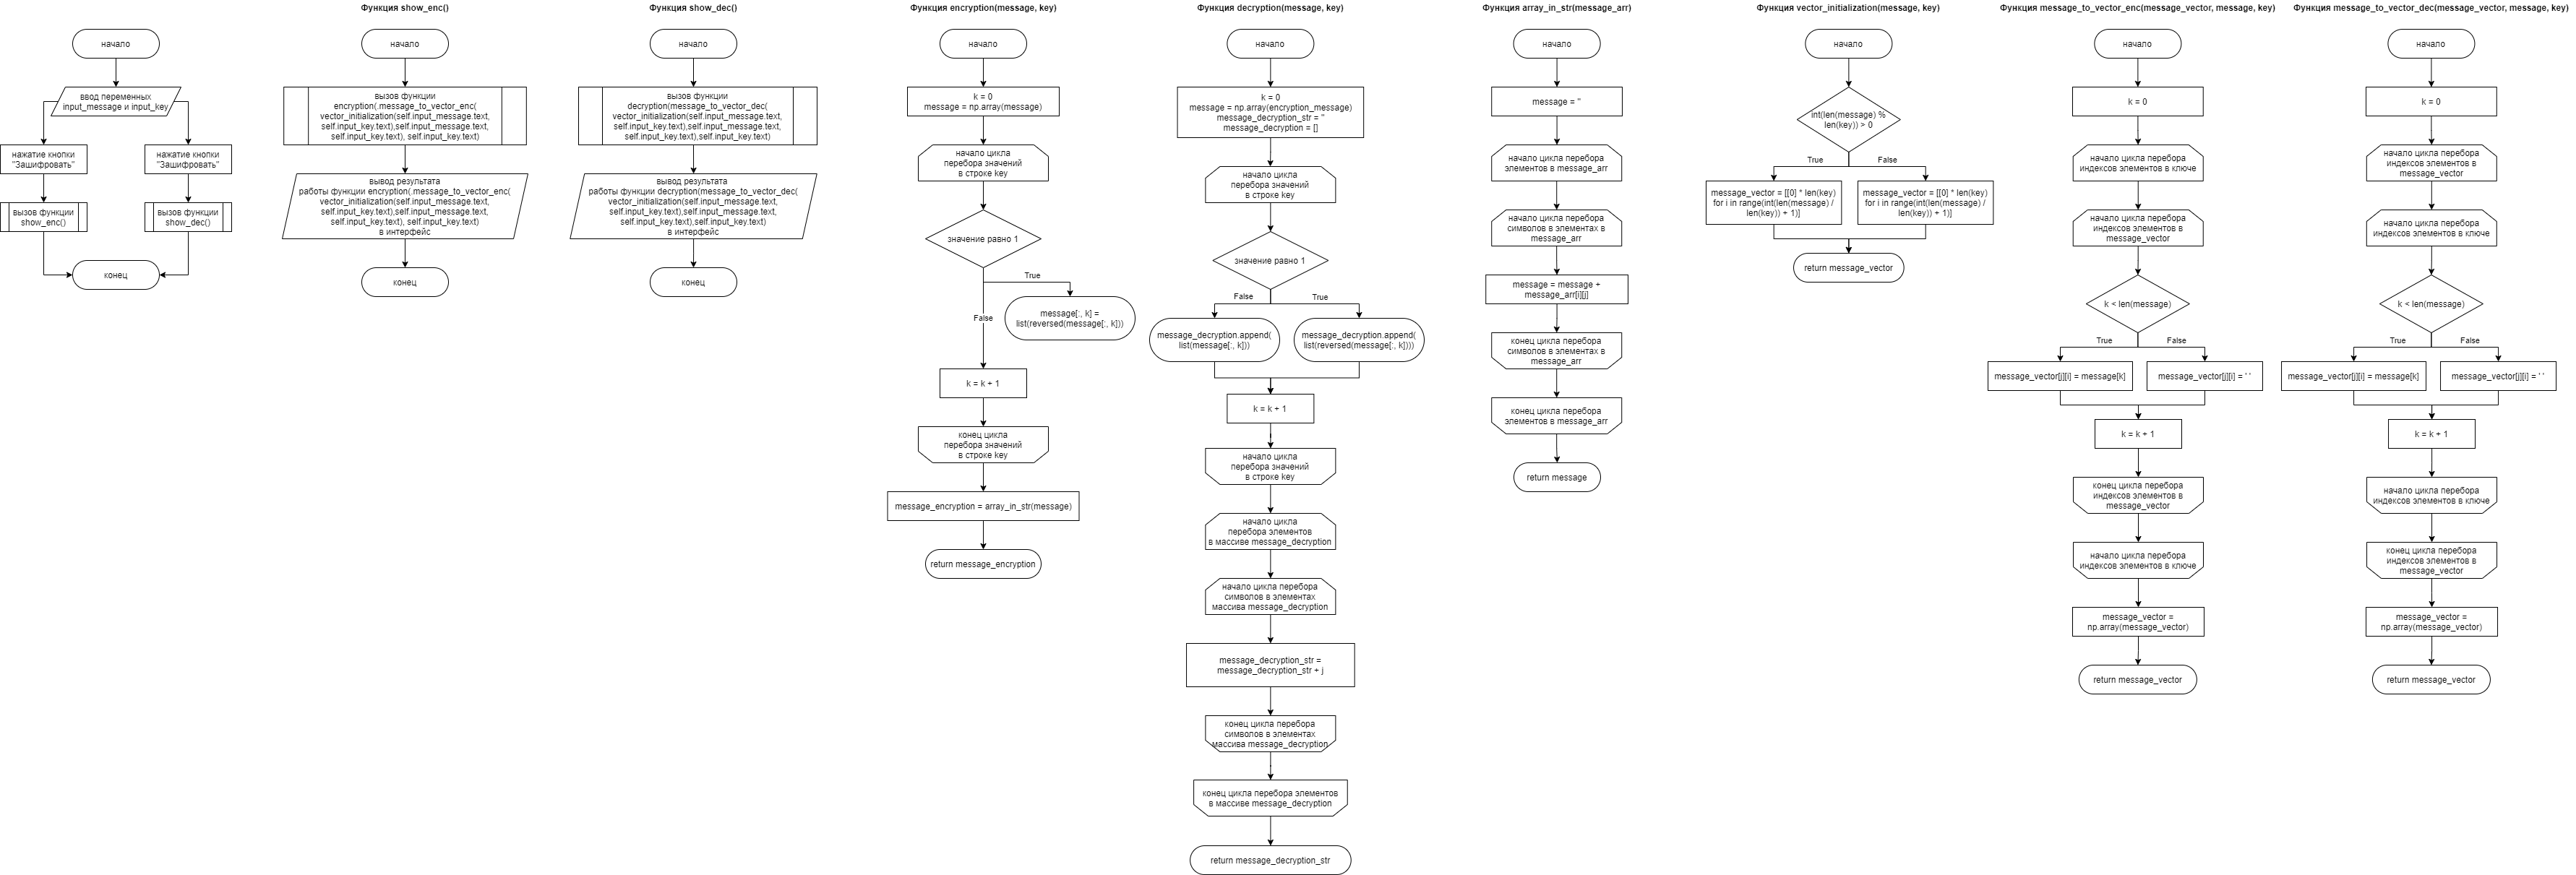 начало
ввод переменных
input_message и input_key
нажатие кнопки
"Зашифровать"
нажатие кнопки
"Зашифровать"
вызов функции
show_enc()
вызов функции
show_dec()
конец
Функция show_enc()
начало
вызов функции
encryption(.message_to_vector_enc(
vector_initialization(self.input_message.text,
self.input_key.text),self.input_message.text,
self.input_key.text), self.input_key.text)
вывод результата
работы функции encryption(.message_to_vector_enc(
vector_initialization(self.input_message.text,
self.input_key.text),self.input_message.text,
self.input_key.text), self.input_key.text)
в интерфейс
конец
Функция show_dec()
начало
вызов функции
decryption(message_to_vector_dec(
vector_initialization(self.input_message.text,
self.input_key.text),self.input_message.text,
self.input_key.text),self.input_key.text)
вывод результата
работы функции decryption(message_to_vector_dec(
vector_initialization(self.input_message.text,
self.input_key.text),self.input_message.text,
self.input_key.text),self.input_key.text)
в интерфейс
конец
Функция encryption(message, key)
начало
k = 0
message = np.array(message)
начало цикла
перебора значений
в строке key
значение равно 1
True
message[:, k] =
list(reversed(message[:, k]))
False
k = k + 1
конец цикла
перебора значений
в строке key
message_encryption = array_in_str(message)
return message_encryption
Функция decryption(message, key)
начало
k = 0
message = np.array(encryption_message)
message_decryption_str = ''
message_decryption = []
начало цикла
перебора значений
в строке key
значение равно 1
False
True
message_decryption.append(
list(message[:, k]))
message_decryption.append(
list(reversed(message[:, k])))
k = k + 1
начало цикла
перебора значений
в строке key
начало цикла
перебора элементов
в массиве message_decryption
начало цикла перебора
символов в элементах
массива message_decryption
message_decryption_str =
message_decryption_str + j
конец цикла перебора
символов в элементах
массива message_decryption
конец цикла перебора элементов
в массиве message_decryption
return message_decryption_str
Функция array_in_str(message_arr)
начало
message = ''
начало цикла перебора
элементов в message_arr
начало цикла перебора
символов в элементах в
message_arr
message = message +
message_arr[i][j]
конец цикла перебора
символов в элементах в
message_arr
конец цикла перебора
элементов в message_arr
return message
Функция vector_initialization(message, key)
начало
int(len(message) %
len(key)) > 0
True
False
message_vector = [[0] * len(key)
for i in range(int(len(message) /
len(key)) + 1)]
message_vector = [[0] * len(key)
for i in range(int(len(message) /
len(key)) + 1)]
return message_vector
Функция message_to_vector_enc(message_vector, message, key)
начало
k = 0
начало цикла перебора
индексов элементов в ключе
начало цикла перебора
индексов элементов в
message_vector
k < len(message)
True
False
message_vector[j][i] = message[k]
message_vector[j][i] = ' '
k = k + 1
конец цикла перебора
индексов элементов в
message_vector
начало цикла перебора
индексов элементов в ключе
message_vector =
np.array(message_vector)
return message_vector
Функция message_to_vector_dec(message_vector, message, key)
начало
k = 0
начало цикла перебора
индексов элементов в
message_vector
начало цикла перебора
индексов элементов в ключе
k < len(message)
True
False
message_vector[j][i] = message[k]
message_vector[j][i] = ' '
k = k + 1
начало цикла перебора
индексов элементов в ключе
конец цикла перебора
индексов элементов в
message_vector
message_vector =
np.array(message_vector)
return message_vector